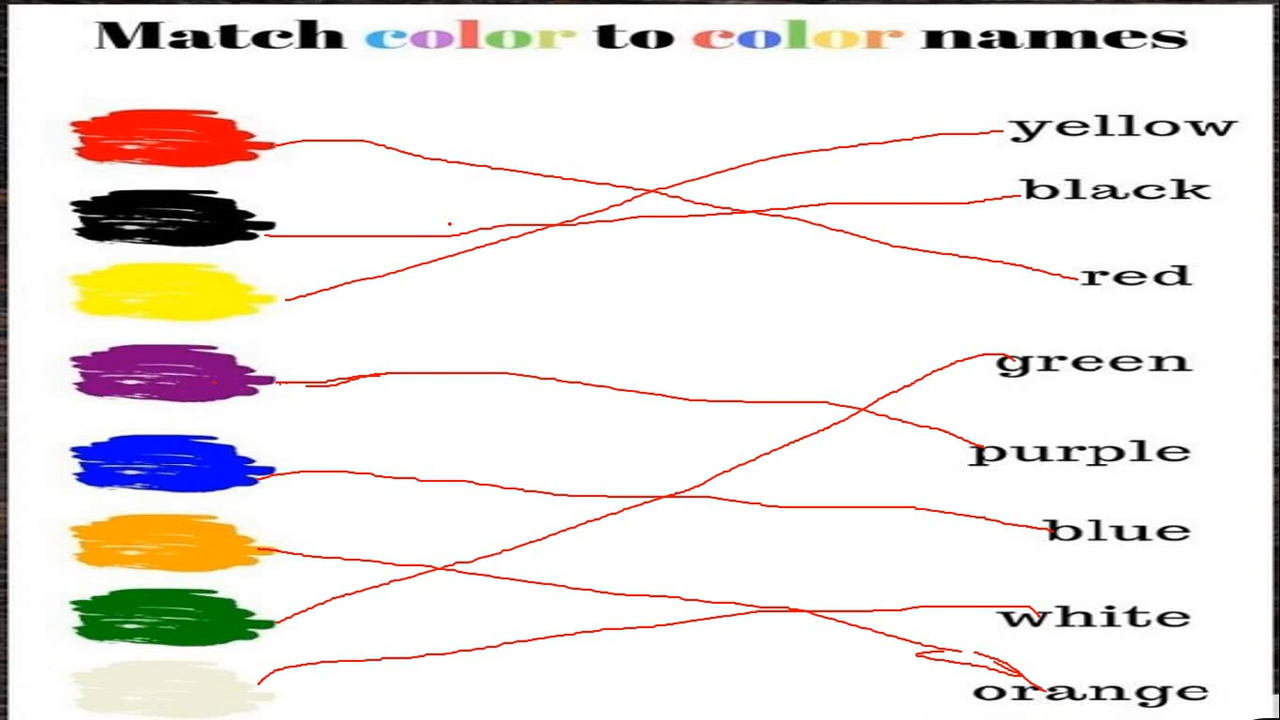 Match color to color names
yellow
black
red
green
purple
blue
white
orange